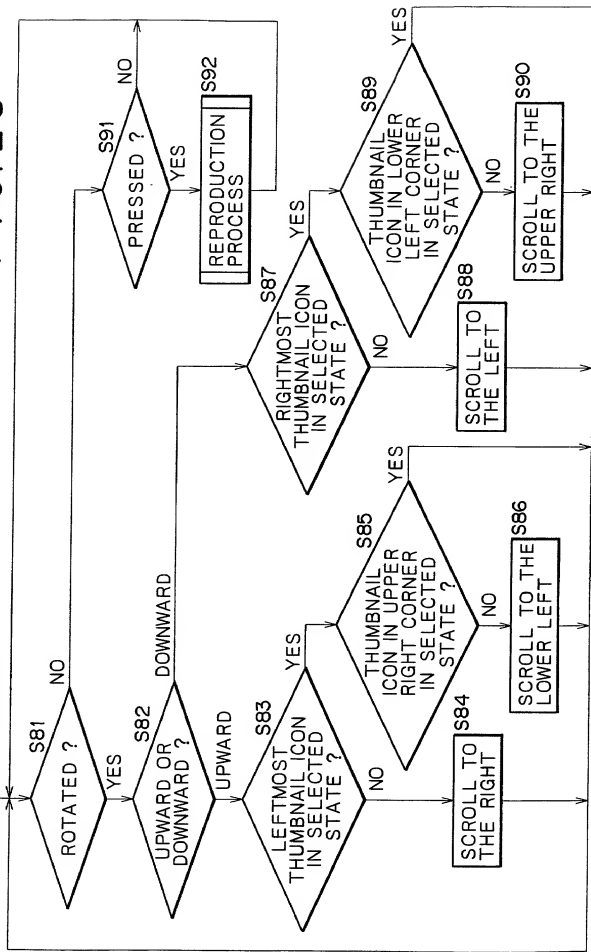 S81
ROTATED ?
NO
YES
S82
UPWARD OR
DOWNWARD ?
DOWNWARD
UPWARD
S83
LEFTMOST
THUMBNAIL ICON
IN SELECTED
STATE ?
YES
NO
S84
SCROLL TO
THE RIGHT
S85
THUMBNAIL
ICON IN UPPER
RIGHT CORNER
IN SELECTED
STATE ?
YES
NO
S86
SCROLL TO THE
LOWER LEFT
S87
RIGHTMOST
THUMBNAIL ICON
IN SELECTED
STATE ?
YES
NO
S88
SCROLL TO
THE LEFT
S89
THUMBNAIL
ICON IN LOWER
LEFT CORNER
IN SELECTED
STATE ?
YES
NO
S90
SCROLL TO THE
UPPER RIGHT
S91
PRESSED ?
NO
YES
S92
REPRODUCTION
PROCESS